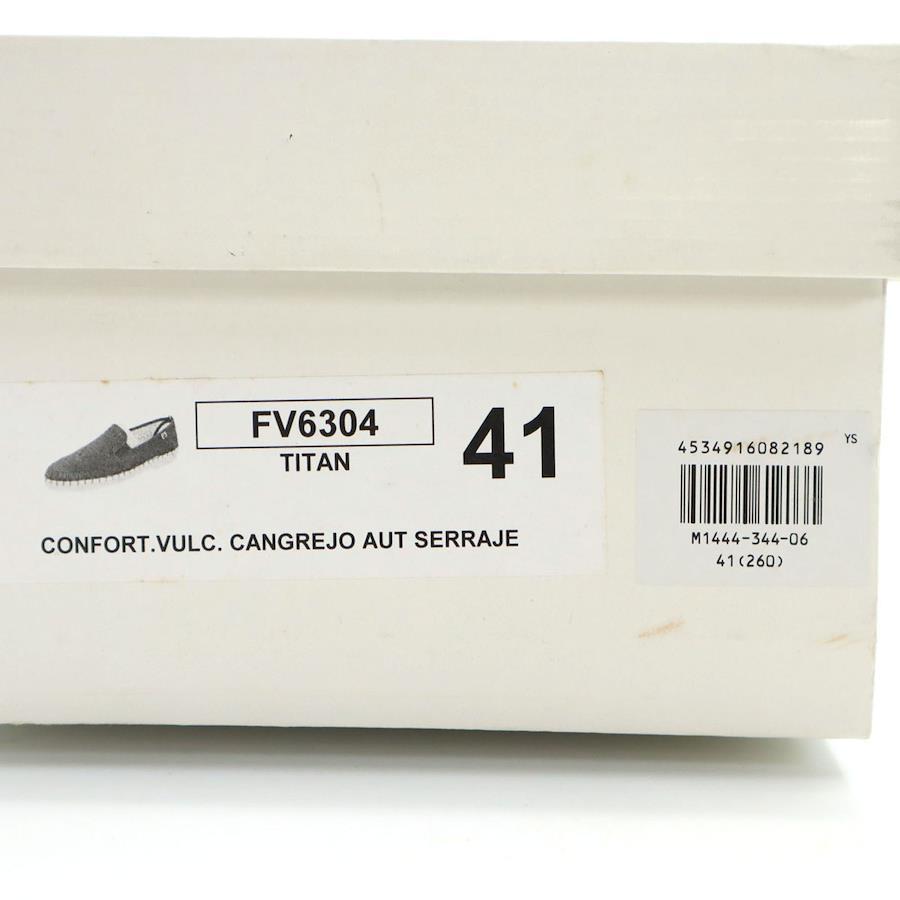 FV6304
TITAN
41
CONFORT.VULC. CANGREJO AUT SERRAJE
4534916082189
YS
M1444-344-06
41(260)